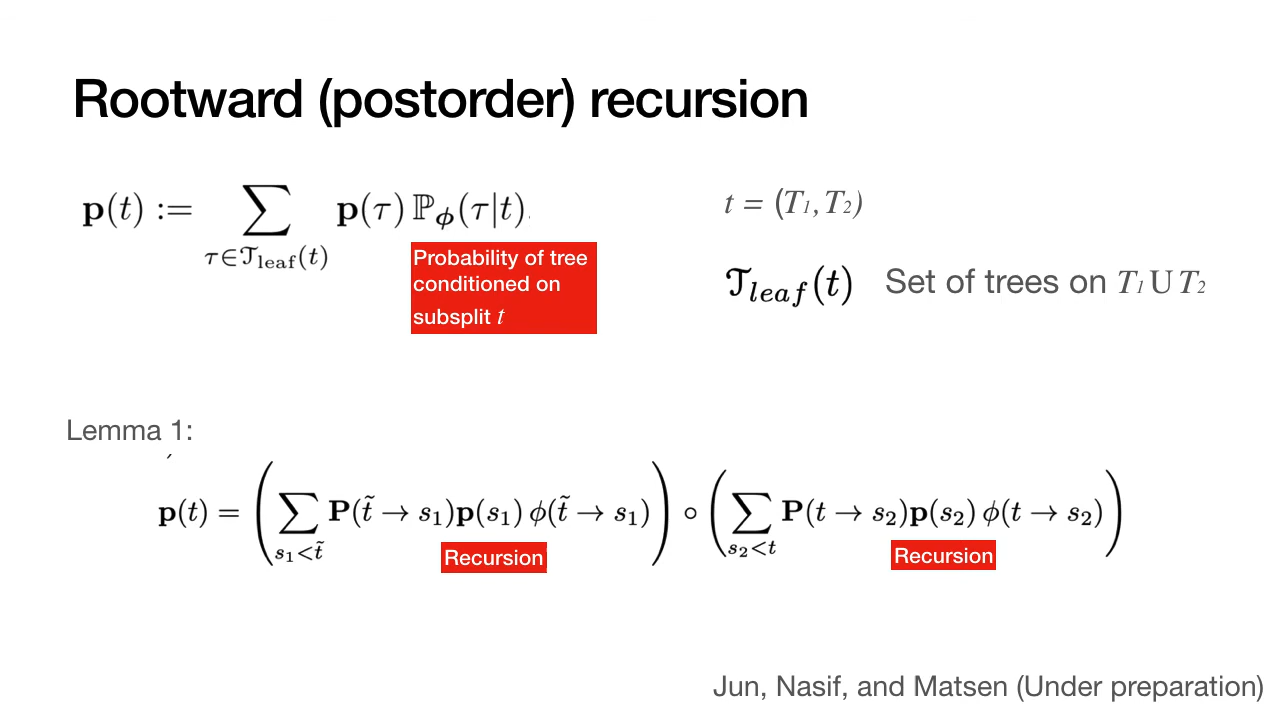 Rootward (postorder) recursion
𝐩(t) := ∑_{τ∈𝒯_leaf(t)} 𝐩(τ) ℙ_ϕ(τ|t).
Probability of tree
conditioned on
subsplit t
t = (T₁, T₂)
𝒯_leaf(t) Set of trees on T₁ U T₂
Lemma 1:
𝐩(t) = ( ∑_{s₁<t̃} 𝐏(t̃ → s₁)𝐩(s₁) ϕ(t̃ → s₁) ) ∘ ( ∑_{s₂<t} 𝐏(t → s₂)𝐩(s₂) ϕ(t → s₂) )
Recursion
Recursion
Jun, Nasif, and Matsen (Under preparation)